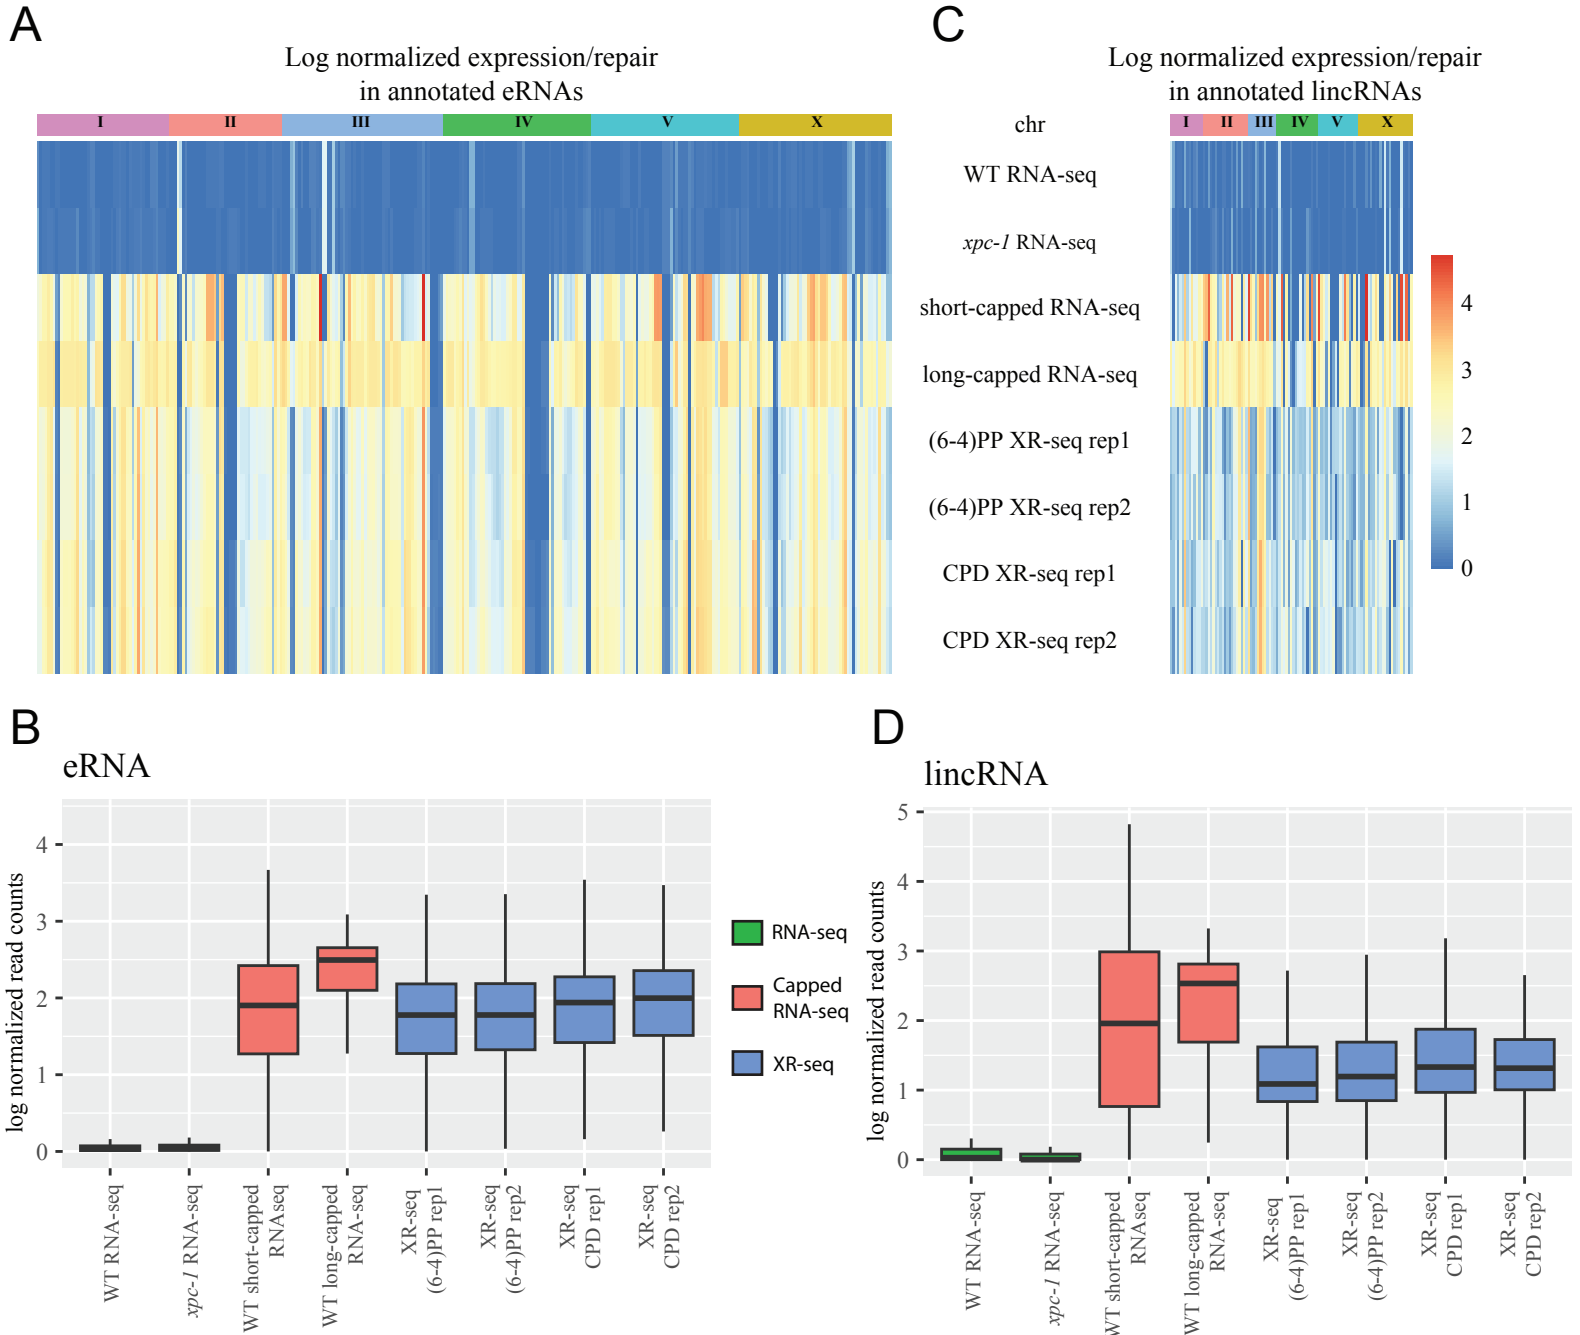 A
Log normalized expression/repair
in annotated eRNAs
I II III IV V X
C
Log normalized expression/repair
in annotated lincRNAs
chr
I II III IV V X
WT RNA-seq
xpc-1 RNA-seq
short-capped RNA-seq
long-capped RNA-seq
(6-4)PP XR-seq rep1
(6-4)PP XR-seq rep2
CPD XR-seq rep1
CPD XR-seq rep2
4
3
2
1
0
B
eRNA
log normalized read counts
4
3
2
1
0
WT RNA-seq
xpc-1 RNA-seq
WT short-capped
RNAseq
WT long-capped
RNA-seq
XR-seq
(6-4)PP rep1
XR-seq
(6-4)PP rep2
XR-seq
CPD rep1
XR-seq
CPD rep2
RNA-seq
Capped
RNA-seq
XR-seq
D
lincRNA
log normalized read counts
5
4
3
2
1
0
WT RNA-seq
xpc-1 RNA-seq
WT short-capped
RNAseq
WT long-capped
RNA-seq
XR-seq
(6-4)PP rep1
XR-seq
(6-4)PP rep2
XR-seq
CPD rep1
XR-seq
CPD rep2